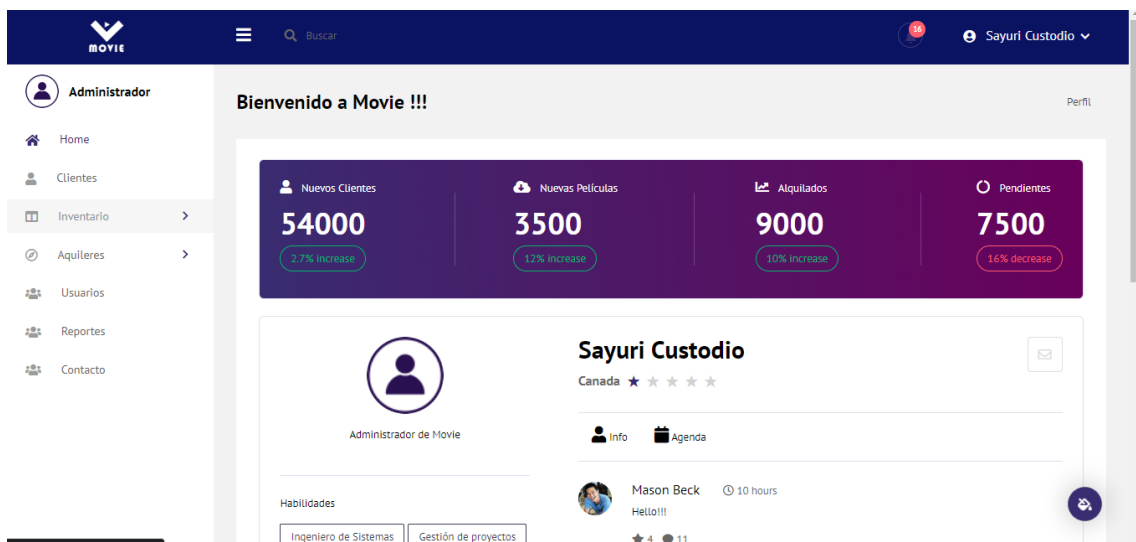 MOVIE
Buscar
16
Sayuri Custodio
Administrador
Bienvenido a Movie !!!
Perfil
Home
Clientes
Inventario
Aquileres
Usuarios
Reportes
Contacto
Nuevos Clientes
54000
2.7% increase
Nuevas Películas
3500
12% increase
Alquilados
9000
10% increase
Pendientes
7500
16% decrease
Administrador de Movie
Habilidades
Ingeniero de Sistemas
Gestión de proyectos
Sayuri Custodio
Canada
Info
Agenda
Mason Beck
10 hours
Hello!!!
4
11